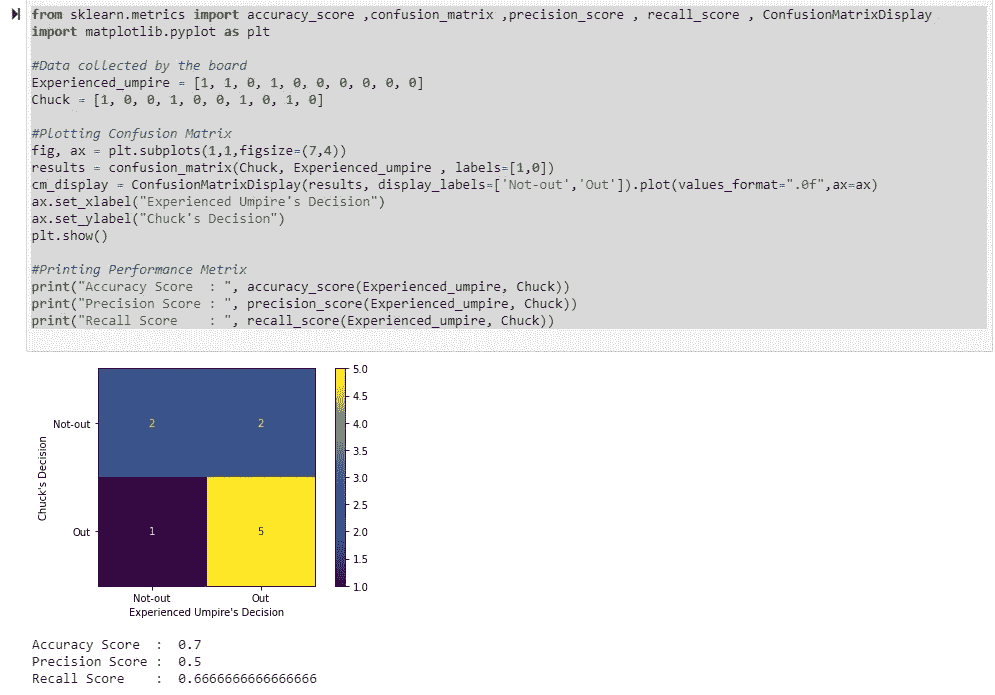 from sklearn.metrics import accuracy_score ,confusion_matrix ,precision_score , recall_score , ConfusionMatrixDisplay
import matplotlib.pyplot as plt
#Data collected by the board
Experienced_umpire = [1, 1, 0, 1, 0, 0, 0, 0, 0, 0]
Chuck = [1, 0, 0, 1, 0, 0, 1, 0, 1, 0]
#Plotting Confusion Matrix
fig, ax = plt.subplots(1,1,figsize=(7,4))
results = confusion_matrix(Chuck, Experienced_umpire , labels=[1,0])
cm_display = ConfusionMatrixDisplay(results, display_labels=['Not-out','Out']).plot(values_format=".0f",ax=ax)
ax.set_xlabel("Experienced Umpire's Decision")
ax.set_ylabel("Chuck's Decision")
plt.show()
#Printing Performance Metrix
print("Accuracy Score  : ", accuracy_score(Experienced_umpire, Chuck))
print("Precision Score : ", precision_score(Experienced_umpire, Chuck))
print("Recall Score    : ", recall_score(Experienced_umpire, Chuck))
5.0
4.5
4.0
3.5
3.0
2.5
2.0
1.5
1.0
Chuck's Decision
Not-out
2 2
Out
1 5
Not-out Out
Experienced Umpire's Decision
Accuracy Score  :  0.7
Precision Score :  0.5
Recall Score    :  0.6666666666666666